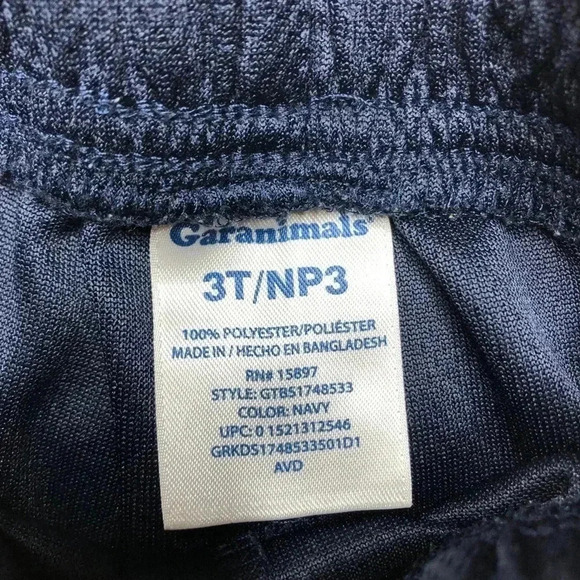 Garanimals®
3T/NP3
100% POLYESTER/POLIÉSTER
MADE IN / HECHO EN BANGLADESH
RN# 15897
STYLE: GTBS1748533
COLOR: NAVY
UPC: 0 1521312546
GRKDS1748533501D1
AVD